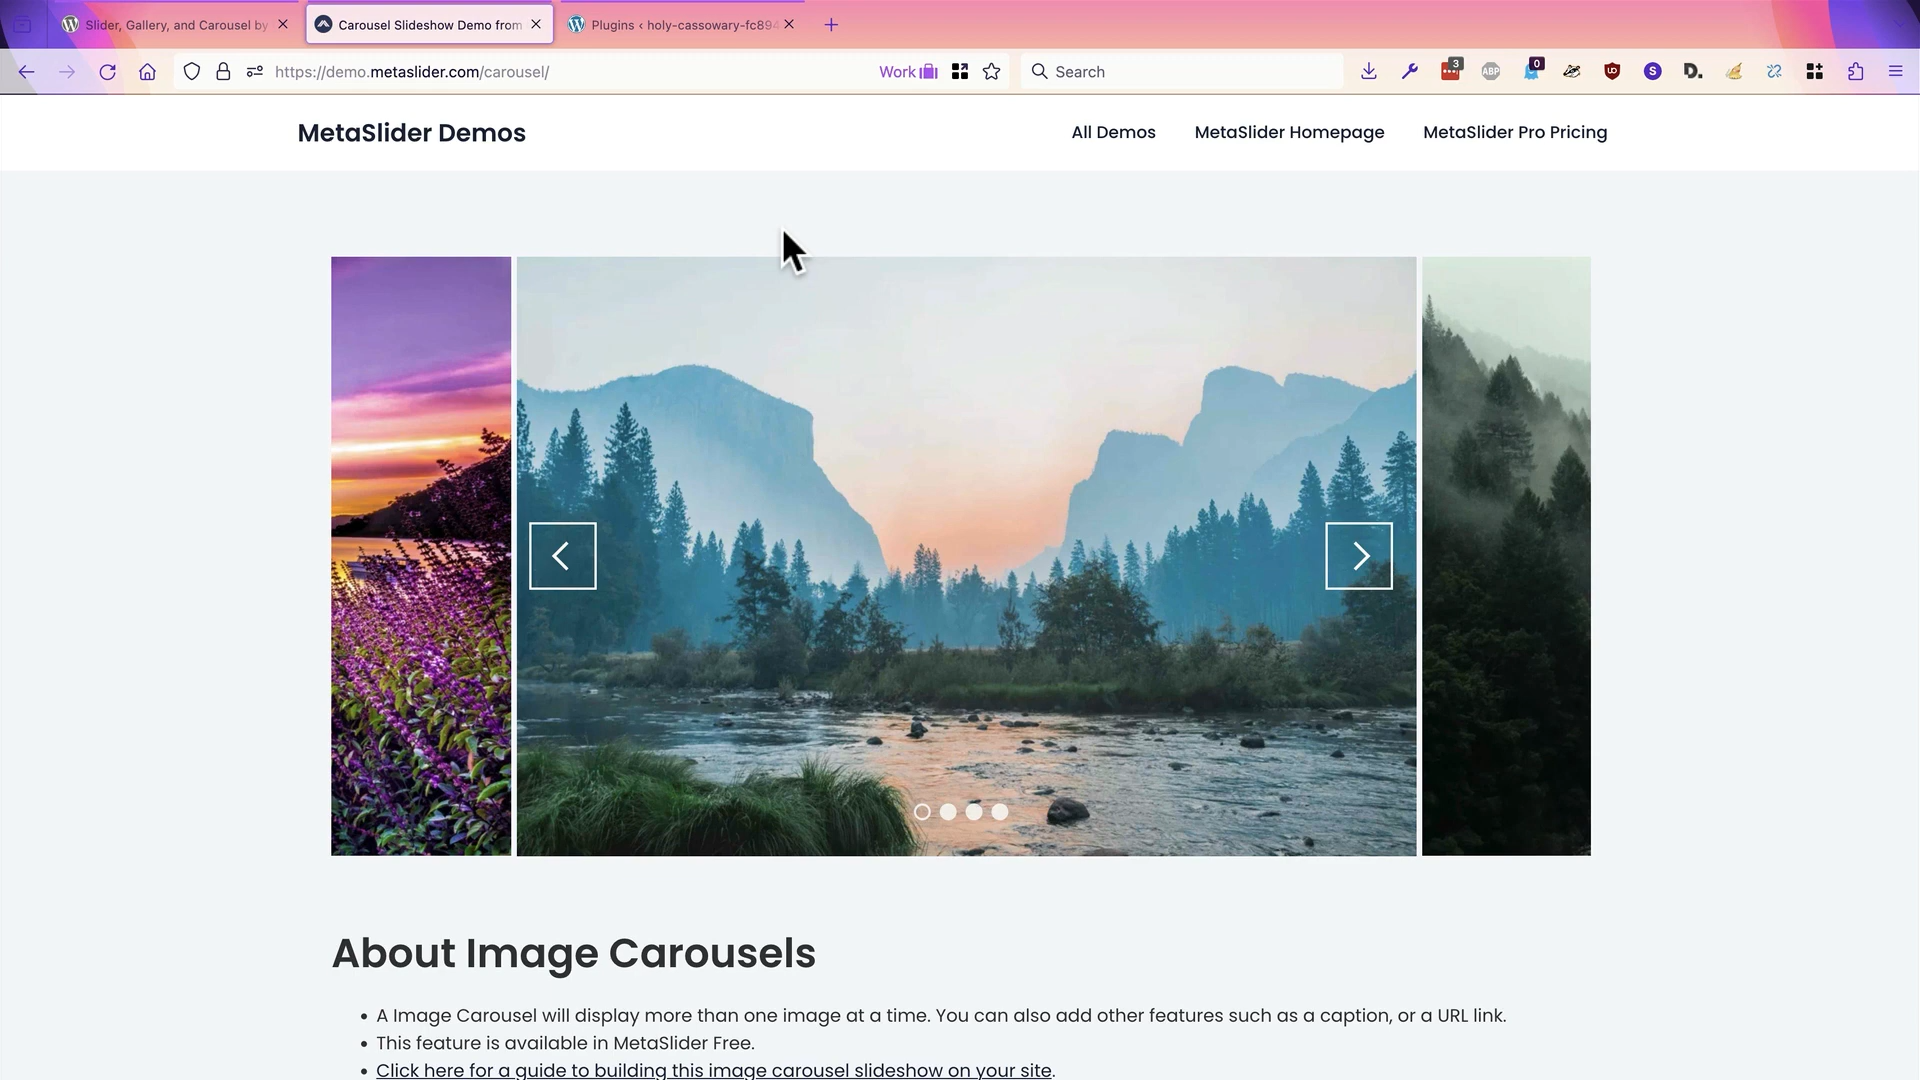 Slider, Gallery, and Carousel by
Carousel Slideshow Demo from
Plugins ‹ holy-cassowary-fc894
https://demo.metaslider.com/carousel/
Work
Search
3
ABP
0
S
D.
MetaSlider Demos
All Demos
MetaSlider Homepage
MetaSlider Pro Pricing
About Image Carousels
• A Image Carousel will display more than one image at a time. You can also add other features such as a caption, or a URL link.
• This feature is available in MetaSlider Free.
• Click here for a guide to building this image carousel slideshow on your site.